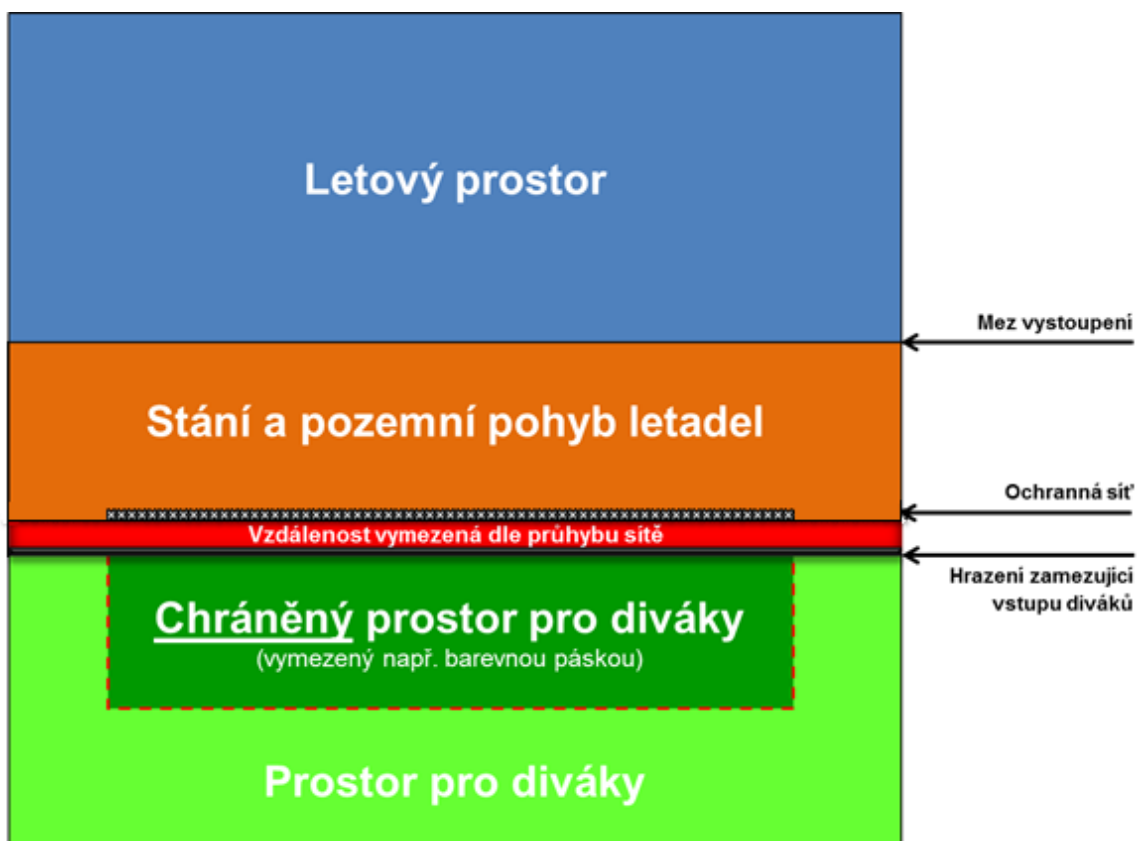 Letový prostor
Mez vystoupení
Stání a pozemní pohyb letadel
Ochranná síť
Vzdálenost vymezená dle průhybu sítě
Hrazení zamezující
vstupu diváků
Chráněný prostor pro diváky
(vymezený např. barevnou páskou)
Prostor pro diváky